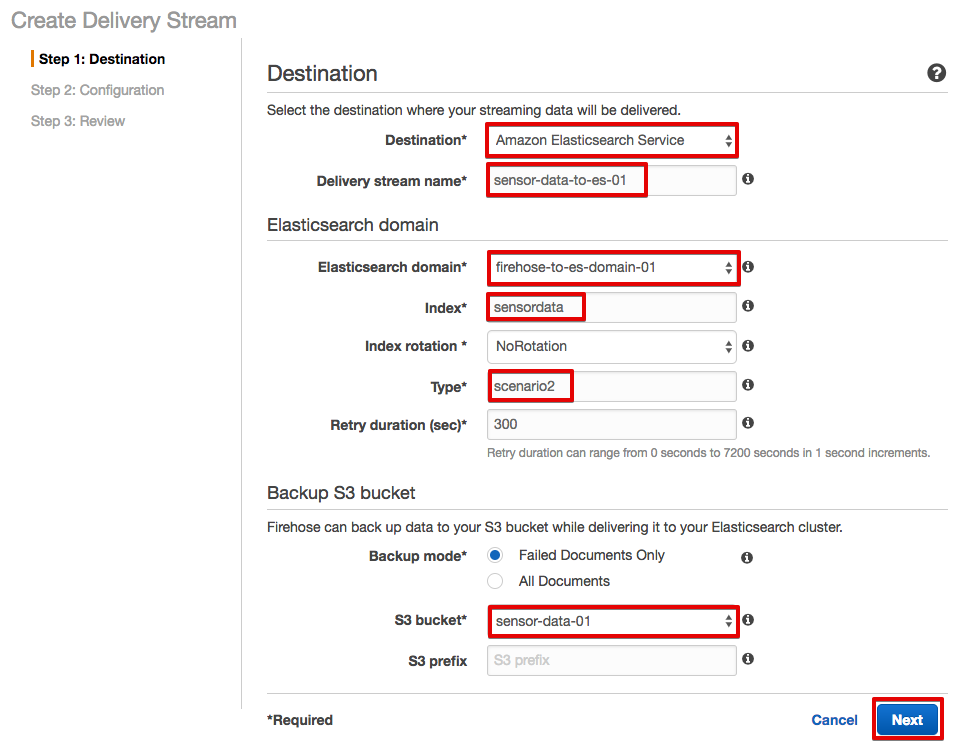 Create Delivery Stream
Step 1: Destination
Step 2: Configuration
Step 3: Review
Destination
Select the destination where your streaming data will be delivered.
Destination* Amazon Elasticsearch Service
Delivery stream name* sensor-data-to-es-01
Elasticsearch domain
Elasticsearch domain* firehose-to-es-domain-01
Index* sensordata
Index rotation * NoRotation
Type* scenario2
Retry duration (sec)* 300
Retry duration can range from 0 seconds to 7200 seconds in 1 second increments.
Backup S3 bucket
Firehose can back up data to your S3 bucket while delivering it to your Elasticsearch cluster.
Backup mode* Failed Documents Only
All Documents
S3 bucket* sensor-data-01
S3 prefix S3 prefix
*Required Cancel Next